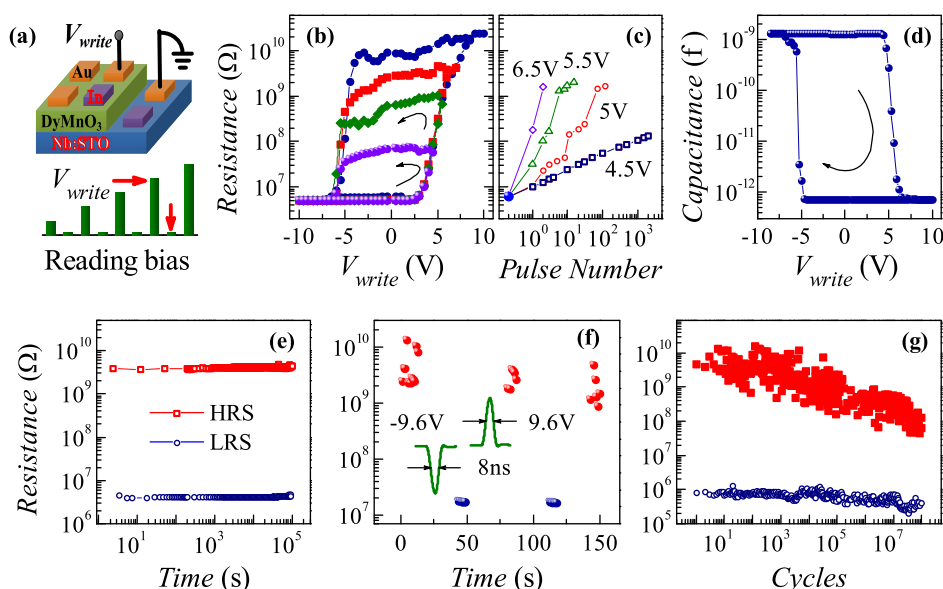 (a)
V_write
Au
In
DyMnO₃
Nb:STO
V_write
Reading bias
(b)
Resistance (Ω)
10¹⁰
10⁹
10⁸
10⁷
-10 -5 0 5 10
V_write (V)
(c)
6.5V
5.5V
5V
4.5V
10⁰ 10¹ 10² 10³
Pulse Number
(d)
Capacitance (f)
10⁻⁹
10⁻¹⁰
10⁻¹¹
10⁻¹²
-10 -5 0 5 10
V_write (V)
(e)
Resistance (Ω)
10¹⁰
10⁹
10⁸
10⁷
10⁶
HRS
LRS
10¹ 10³ 10⁵
Time (s)
(f)
10¹⁰
10⁹
10⁸
10⁷
-9.6V 9.6V
8ns
0 50 100 150
Time (s)
(g)
10¹¹
10¹⁰
10⁹
10⁸
10⁷
10⁶
10⁵
10¹ 10³ 10⁵ 10⁷
Cycles